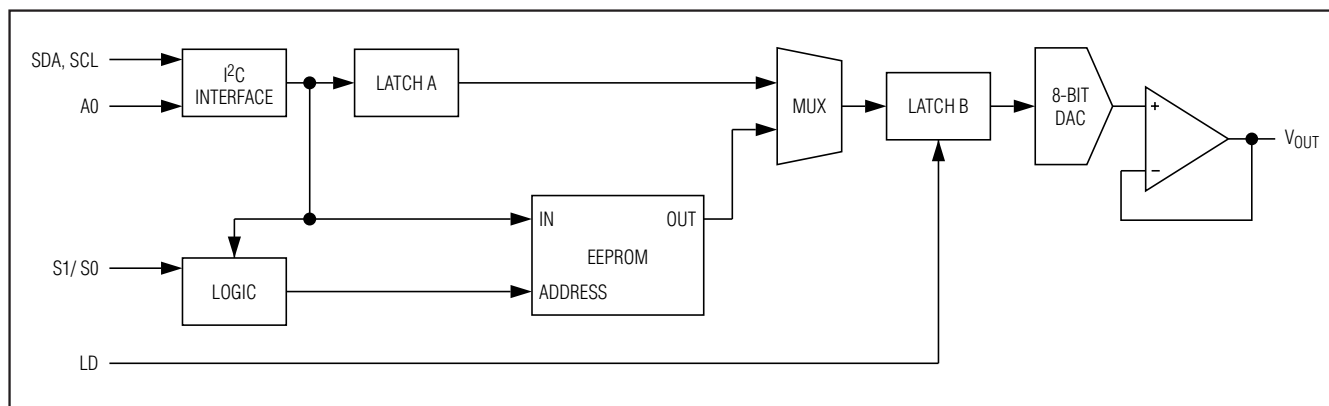 SDA, SCL
A0
I²C
INTERFACE
LATCH A
MUX
LATCH B
8-BIT
DAC
+
−
VOUT
S1/ S0
LOGIC
IN
OUT
EEPROM
ADDRESS
LD